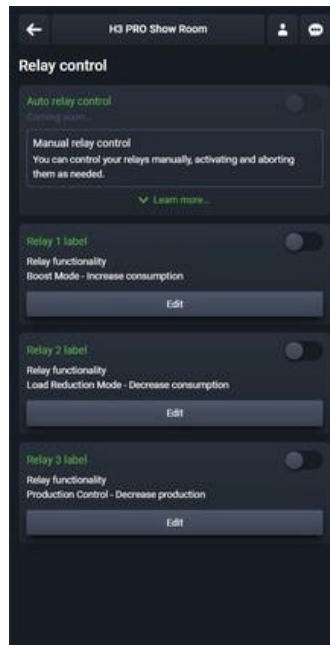 H3 PRO Show Room
Relay control
Auto relay control
Coming soon...
Manual relay control
You can control your relays manually, activating and aborting
them as needed.
Learn more...
Relay 1 label
Relay functionality
Boost Mode - Increase consumption
Edit
Relay 2 label
Relay functionality
Load Reduction Mode - Decrease consumption
Edit
Relay 3 label
Relay functionality
Production Control - Decrease production
Edit